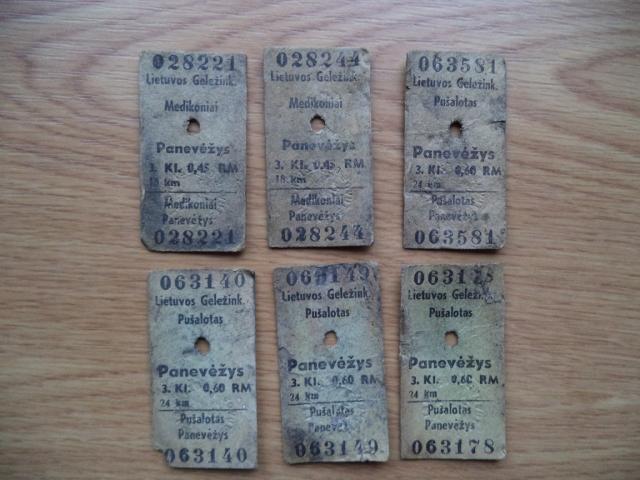 028221
Lietuvos Geležink.
Medikoniai
Panevėžys
3. Kl. 0,45 RM
18 km
Medikoniai
Panevėžys
028221
028244
Lietuvos Geležink.
Medikoniai
Panevėžys
3. Kl. 0,45 RM
18 km
Medikoniai
Panevėžys
028244
063581
Lietuvos Geležink.
Pušalotas
Panevėžys
3. Kl. 0,60 RM
24 km
Pušalotas
Panevėžys
063581
063140
Lietuvos Geležink.
Pušalotas
Panevėžys
3. Kl. 0,60 RM
24 km
Pušalotas
Panevėžys
063140
063149
Lietuvos Geležink.
Pušalotas
Panevėžys
3. Kl. 0,60 RM
24 km
Pušalotas
Panevėžys
063149
063178
Lietuvos Geležink.
Pušalotas
Panevėžys
3. Kl. 0,60 RM
24 km
Pušalotas
Panevėžys
063178